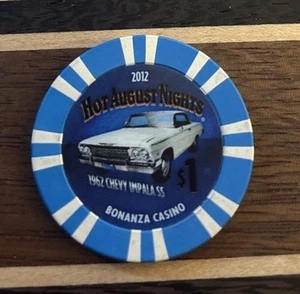 2012
HOT AUGUST NIGHTS
$1
1962 CHEVY IMPALA SS
BONANZA CASINO